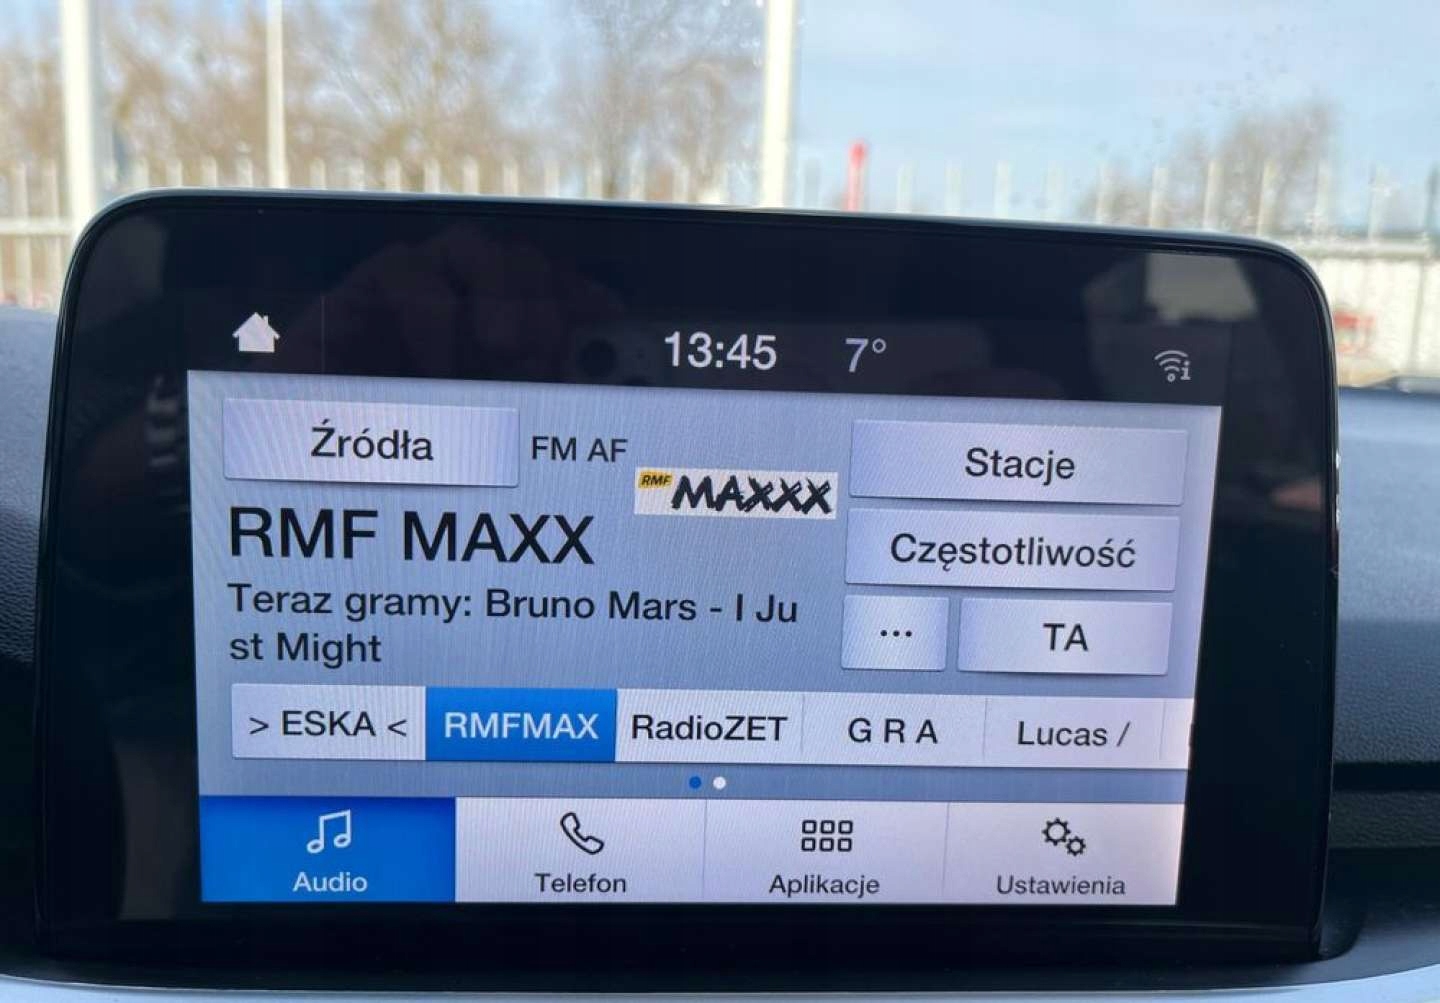 13:45 7°
Źródła FM AF Stacje
RMF MAXXX
RMF MAXX
Częstotliwość
Teraz gramy: Bruno Mars - I Ju
st Might
... TA
> ESKA < RMFMAX RadioZET G R A Lucas /
Audio Telefon Aplikacje Ustawienia